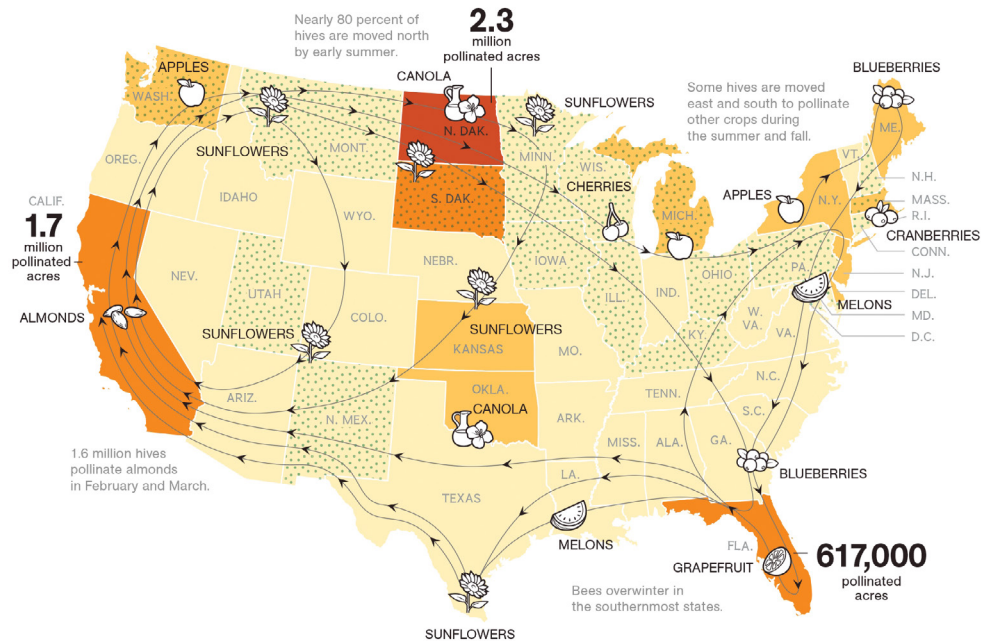 Nearly 80 percent of
hives are moved north
by early summer.
2.3
million
pollinated acres
CANOLA
APPLES
WASH.
SUNFLOWERS
MONT.
N. DAK.
S. DAK.
MINN.
SUNFLOWERS
Some hives are moved
east and south to pollinate
other crops during
the summer and fall.
BLUEBERRIES
ME.
VT.
N.H.
MASS.
R.I.
CRANBERRIES
CONN.
N.J.
DEL.
MELONS
MD.
D.C.
OREG.
IDAHO
WYO.
WIS.
CHERRIES
MICH.
APPLES
N.Y.
CALIF.
1.7
million
pollinated
acres
ALMONDS
NEV.
UTAH
SUNFLOWERS
COLO.
NEBR.
SUNFLOWERS
KANSAS
IOWA
ILL.
IND.
OHIO
PA.
W.
VA.
VA.
KY.
MO.
ARIZ.
N. MEX.
OKLA.
CANOLA
ARK.
TENN.
N.C.
S.C.
MISS.
ALA.
GA.
BLUEBERRIES
1.6 million hives
pollinate almonds
in February and March.
TEXAS
LA.
MELONS
FLA.
GRAPEFRUIT
617,000
pollinated
acres
Bees overwinter in
the southernmost states.
SUNFLOWERS